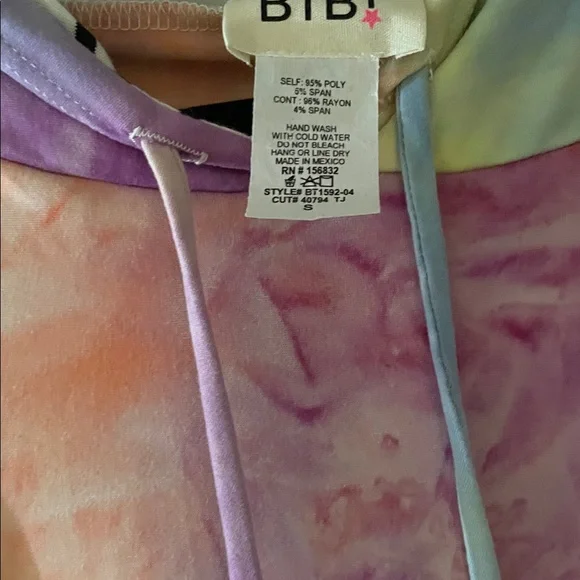 BiBi
SELF: 95% POLY
5% SPAN
CONT : 96% RAYON
4% SPAN
HAND WASH
WITH COLD WATER
DO NOT BLEACH
HANG OR LINE DRY
MADE IN MEXICO
RN # 156832
STYLE# BT1592-04
CUT# 40794 TJ
S